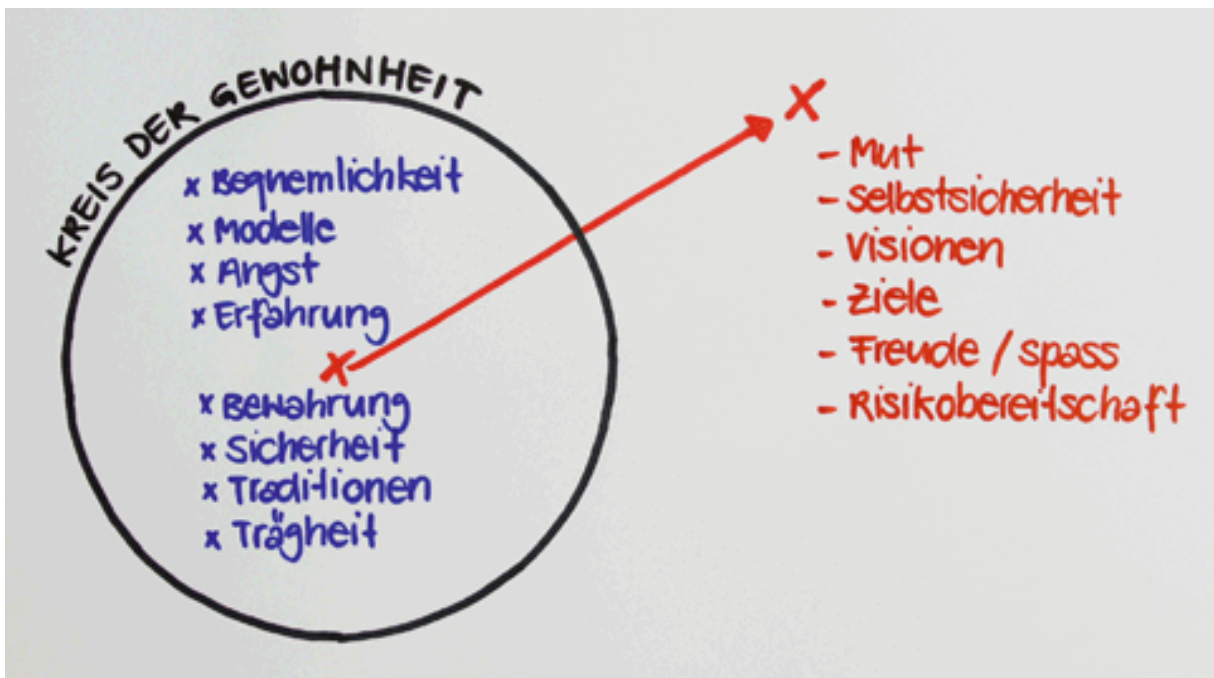 KREIS DER GEWOHNHEIT
x Bequemlichkeit
x Modelle
x Angst
x Erfahrung
x Bewahrung
x Sicherheit
x Traditionen
x Trägheit
- Mut
- Selbstsicherheit
- Visionen
- Ziele
- Freude / Spass
- Risikobereitschaft